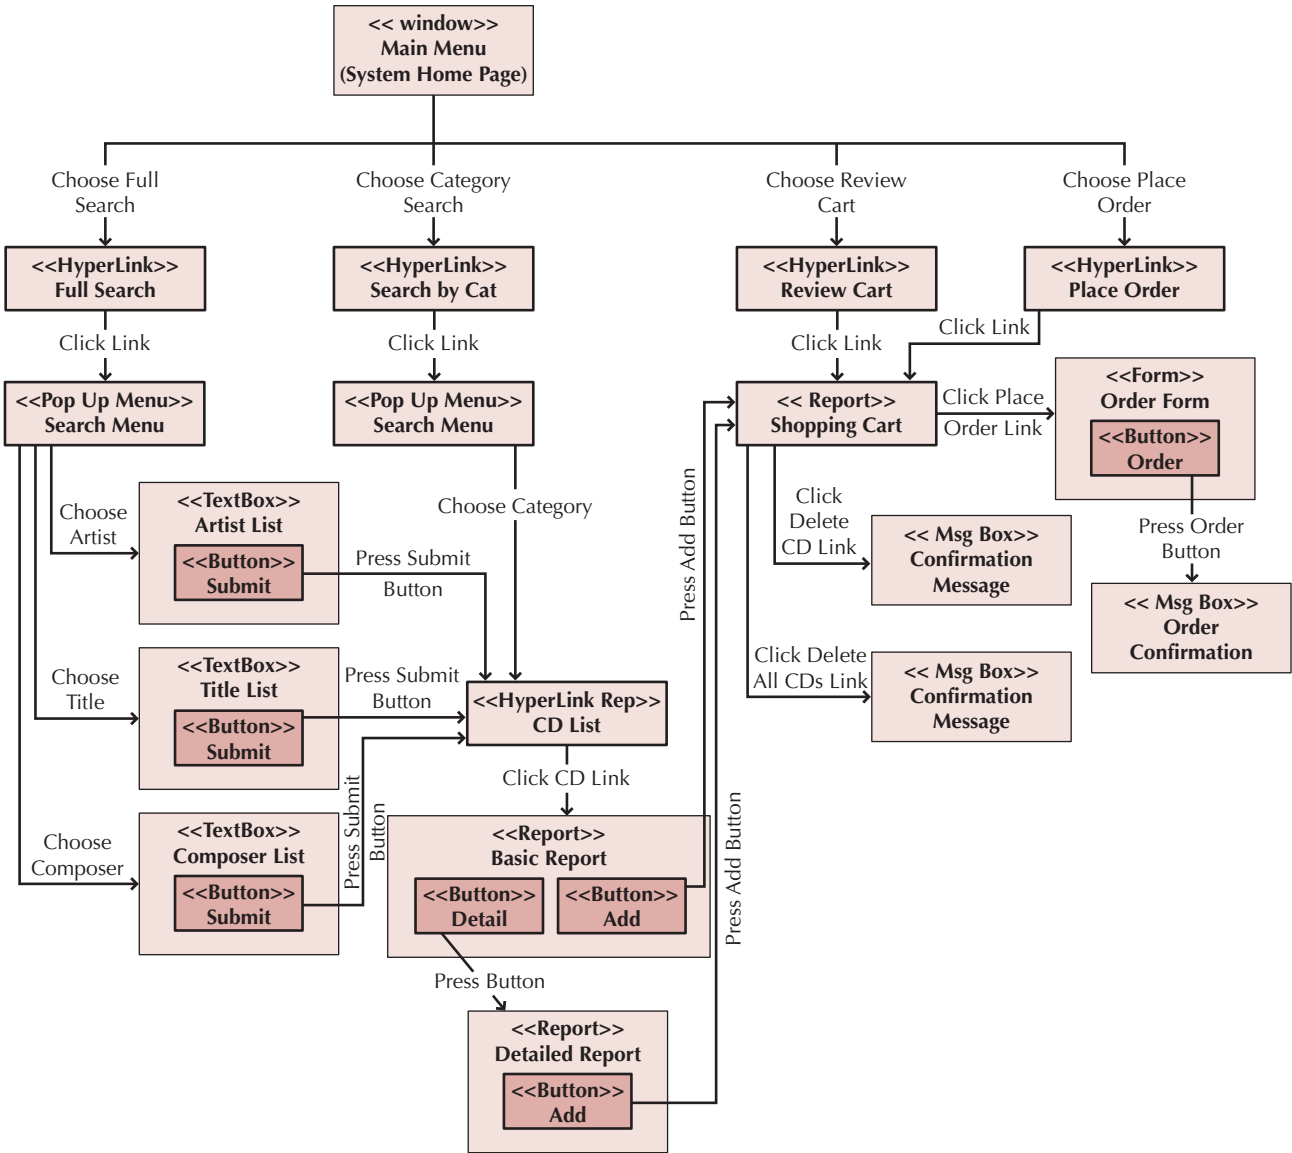 << window>>
Main Menu
(System Home Page)
Choose Full
Search
Choose Category
Search
Choose Review
Cart
Choose Place
Order
<<HyperLink>>
Full Search
<<HyperLink>>
Search by Cat
<<HyperLink>>
Review Cart
<<HyperLink>>
Place Order
Click Link
Click Link
Click Link
Click Link
<<Pop Up Menu>>
Search Menu
<<Pop Up Menu>>
Search Menu
<< Report>>
Shopping Cart
Click Place
Order Link
<<Form>>
Order Form
<<Button>>
Order
Choose
Artist
<<TextBox>>
Artist List
<<Button>>
Submit
Press Submit
Button
Choose Category
Press Add Button
Click
Delete
CD Link
<< Msg Box>>
Confirmation
Message
Press Order
Button
<< Msg Box>>
Order
Confirmation
Choose
Title
<<TextBox>>
Title List
<<Button>>
Submit
Press Submit
Button
<<HyperLink Rep>>
CD List
Click Delete
All CDs Link
<< Msg Box>>
Confirmation
Message
Click CD Link
Choose
Composer
<<TextBox>>
Composer List
<<Button>>
Submit
Press Submit
Button
<<Report>>
Basic Report
<<Button>>
Detail
<<Button>>
Add
Press Add Button
Press Button
<<Report>>
Detailed Report
<<Button>>
Add